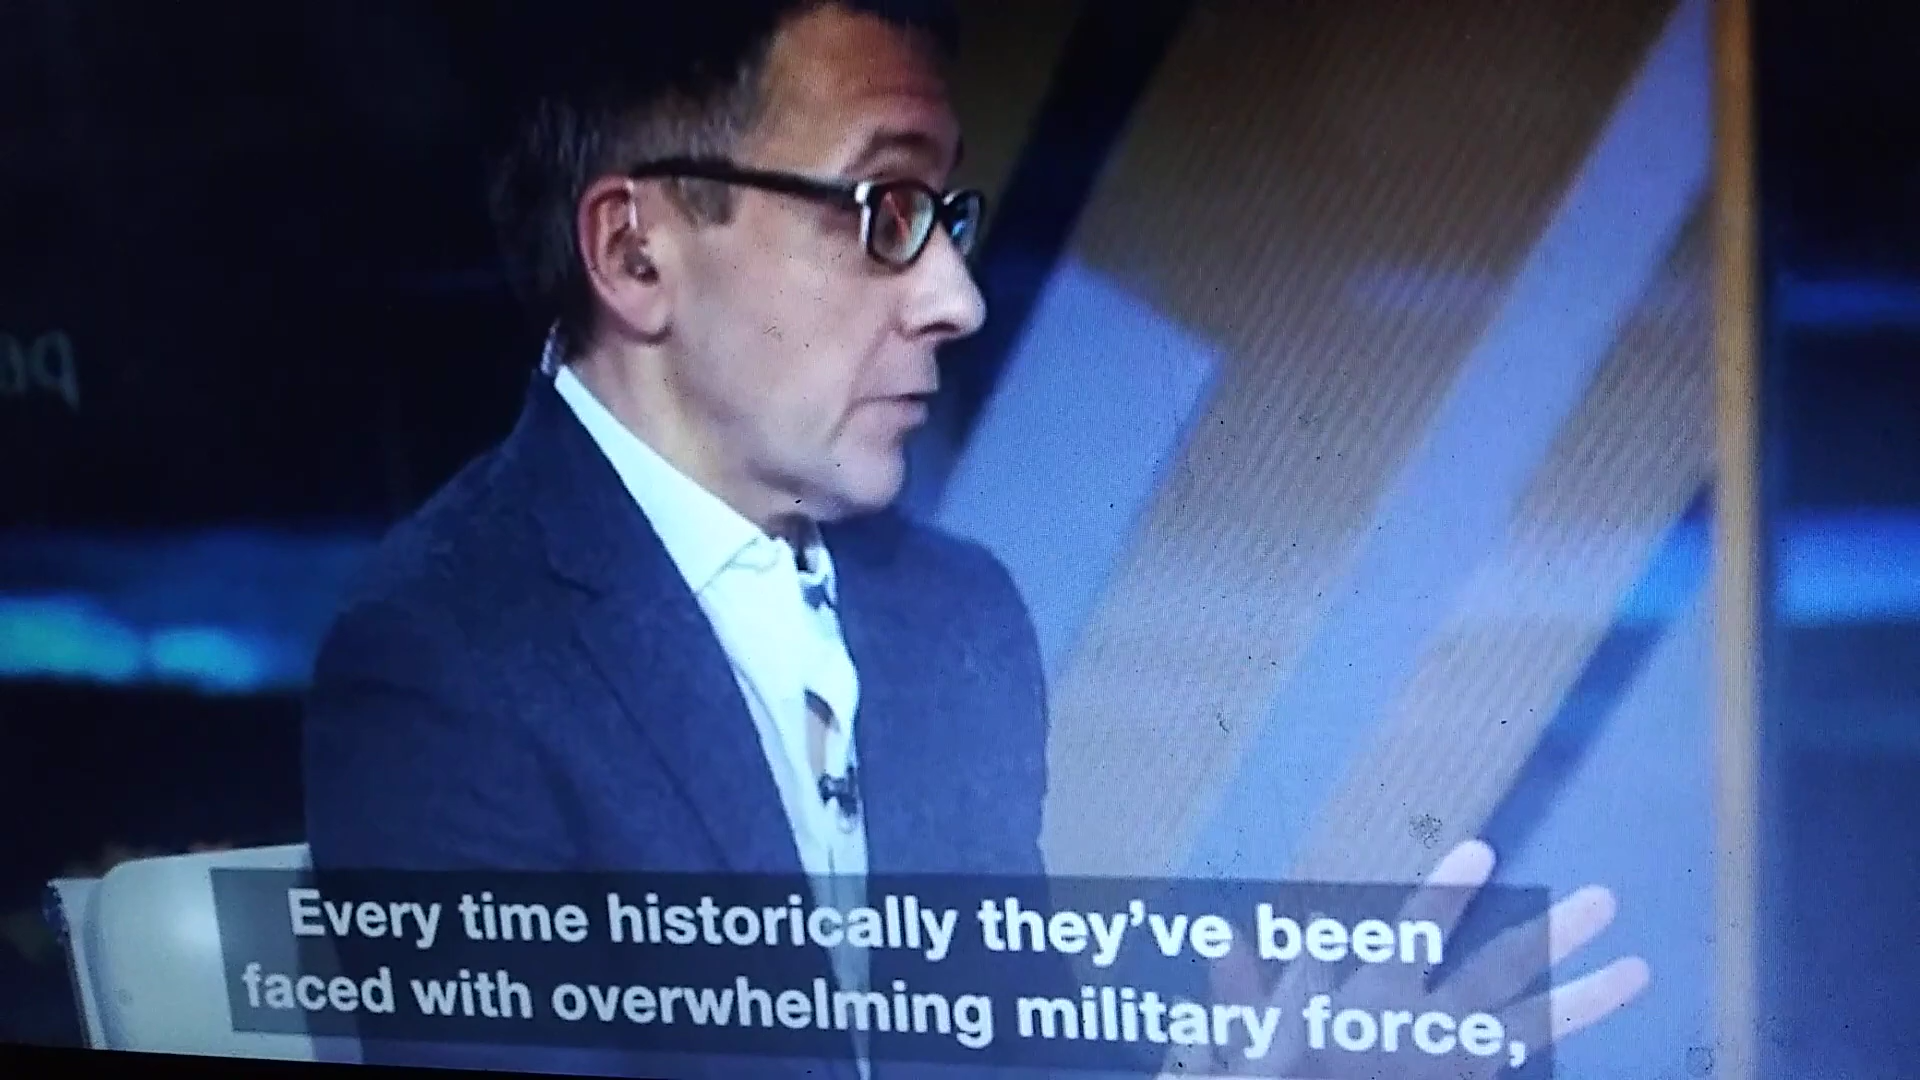 Every time historically they've been
faced with overwhelming military force,